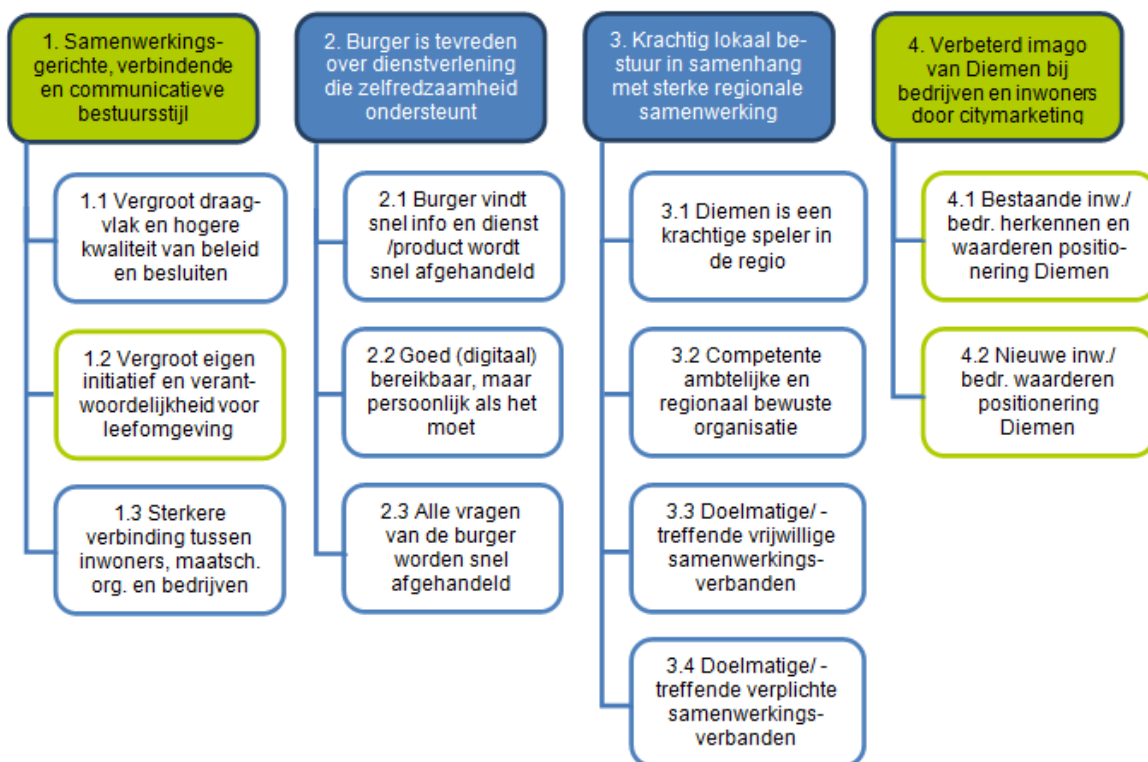 1. Samenwerkings-
gerichte, verbindende
en communicatieve
bestuursstijl
1.1 Vergroot draag-
vlak en hogere
kwaliteit van beleid
en besluiten
1.2 Vergroot eigen
initiatief en verant-
woordelijkheid voor
leefomgeving
1.3 Sterkere
verbinding tussen
inwoners, maatsch.
org. en bedrijven
2. Burger is tevreden
over dienstverlening
die zelfredzaamheid
ondersteunt
2.1 Burger vindt
snel info en dienst
/product wordt
snel afgehandeld
2.2 Goed (digitaal)
bereikbaar, maar
persoonlijk als het
moet
2.3 Alle vragen
van de burger
worden snel
afgehandeld
3. Krachtig lokaal be-
stuur in samenhang
met sterke regionale
samenwerking
3.1 Diemen is een
krachtige speler in
de regio
3.2 Competente
ambtelijke en
regionaal bewuste
organisatie
3.3 Doelmatige/ -
treffende vrijwillige
samenwerkings-
verbanden
3.4 Doelmatige/ -
treffende verplichte
samenwerkings-
verbanden
4. Verbeterd imago
van Diemen bij
bedrijven en inwoners
door citymarketing
4.1 Bestaande inw./
bedr. herkennen en
waarderen positio-
nering Diemen
4.2 Nieuwe inw./
bedr. waarderen
positionering
Diemen